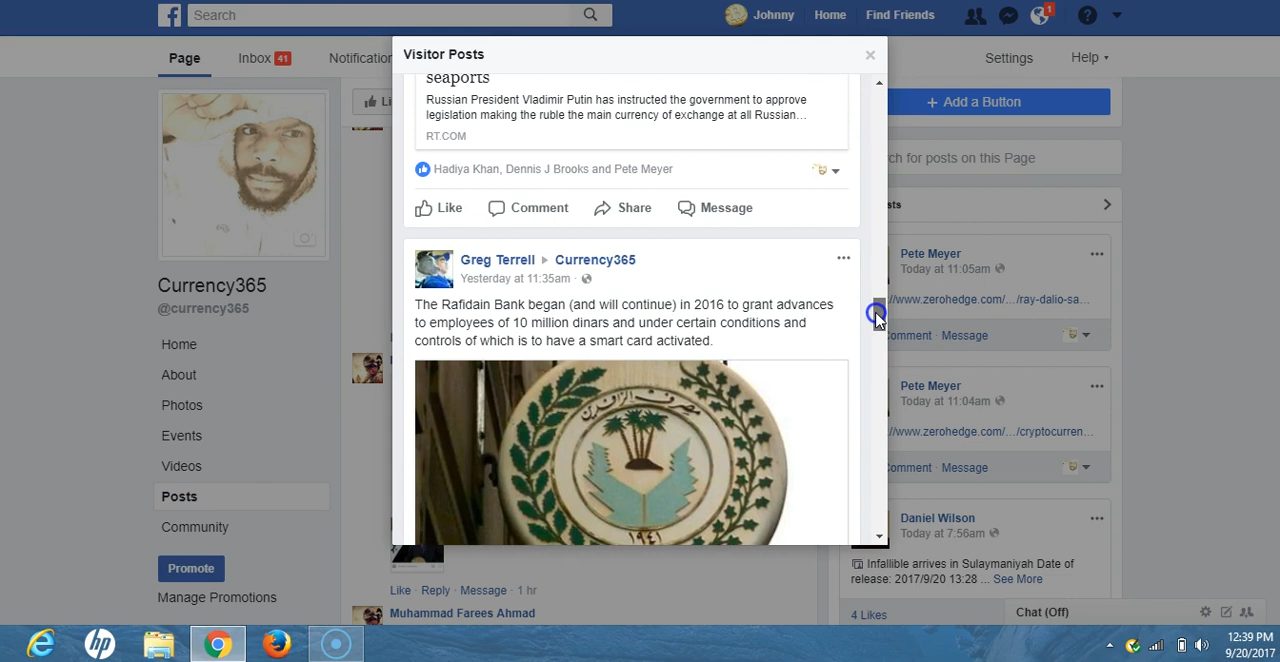 Search
Johnny
Home
Find Friends
1
Page
Inbox 41
Notification
Settings
Help
Visitor Posts
Add a Button
seaports
Russian President Vladimir Putin has instructed the government to approve
legislation making the ruble the main currency of exchange at all Russian...
RT.COM
Hadiya Khan, Dennis J Brooks and Pete Meyer
Like
Comment
Share
Message
Greg Terrell
Currency365
Yesterday at 11:35am ·
The Rafidain Bank began (and will continue) in 2016 to grant advances
to employees of 10 million dinars and under certain conditions and
controls of which is to have a smart card activated.
مصرف الرافدين
١٩٤١
Currency365
@currency365
Home
About
Photos
Events
Videos
Posts
Community
Promote
Manage Promotions
Like · Reply · Message · 1 hr
Muhammad Farees Ahmad
ch for posts on this Page
sts
Pete Meyer
Today at 11:05am
//www.zerohedge.com/.../ray-dalio-sa...
omment · Message
Pete Meyer
Today at 11:04am
//www.zerohedge.com/.../cryptocurren...
omment · Message
Daniel Wilson
Today at 7:56am
Infallible arrives in Sulaymaniyah Date of
release: 2017/9/20 13:28 ... See More
4 Likes
Chat (Off)
12:39 PM
9/20/2017